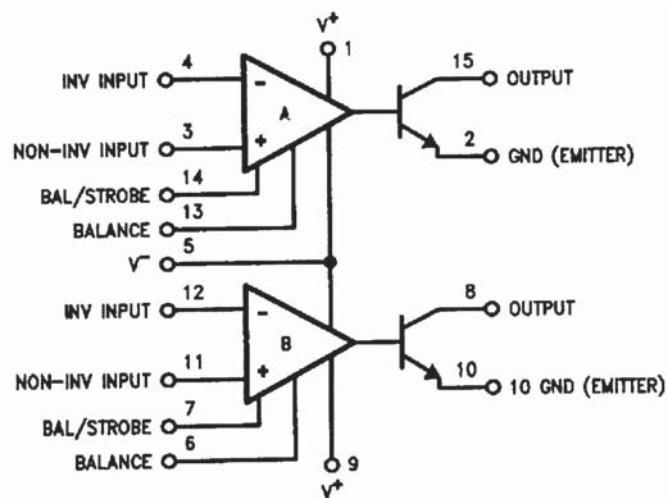 V+
1
4
INV INPUT
15
OUTPUT
A
3
NON-INV INPUT
2
GND (EMITTER)
14
BAL/STROBE
13
BALANCE
5
V−
12
INV INPUT
8
OUTPUT
B
11
NON-INV INPUT
10
10 GND (EMITTER)
7
BAL/STROBE
6
BALANCE
9
V+